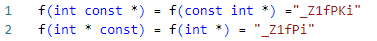 1 f(int const *) = f(const int *) ="_Z1fPKi"
2 f(int * const) = f(int *) = "_Z1fPi"